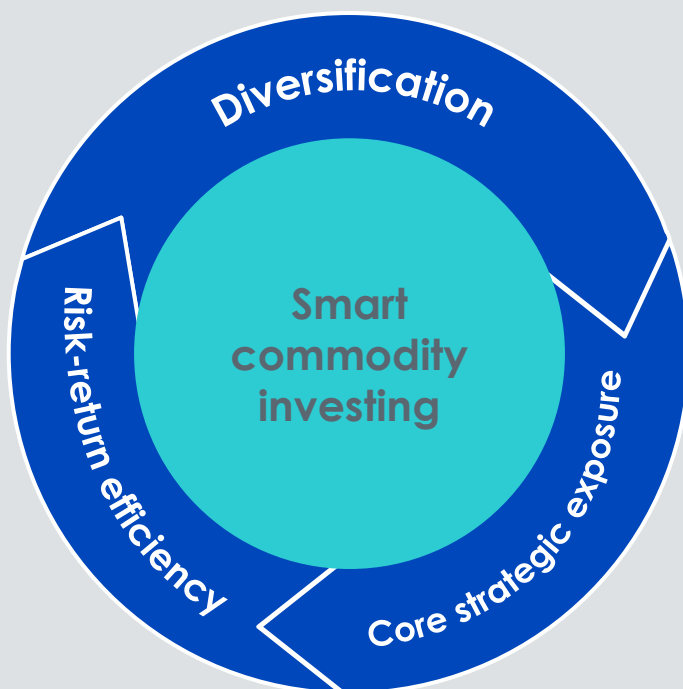 Diversification
Smart
commodity
investing
Risk-return efficiency
Core strategic exposure